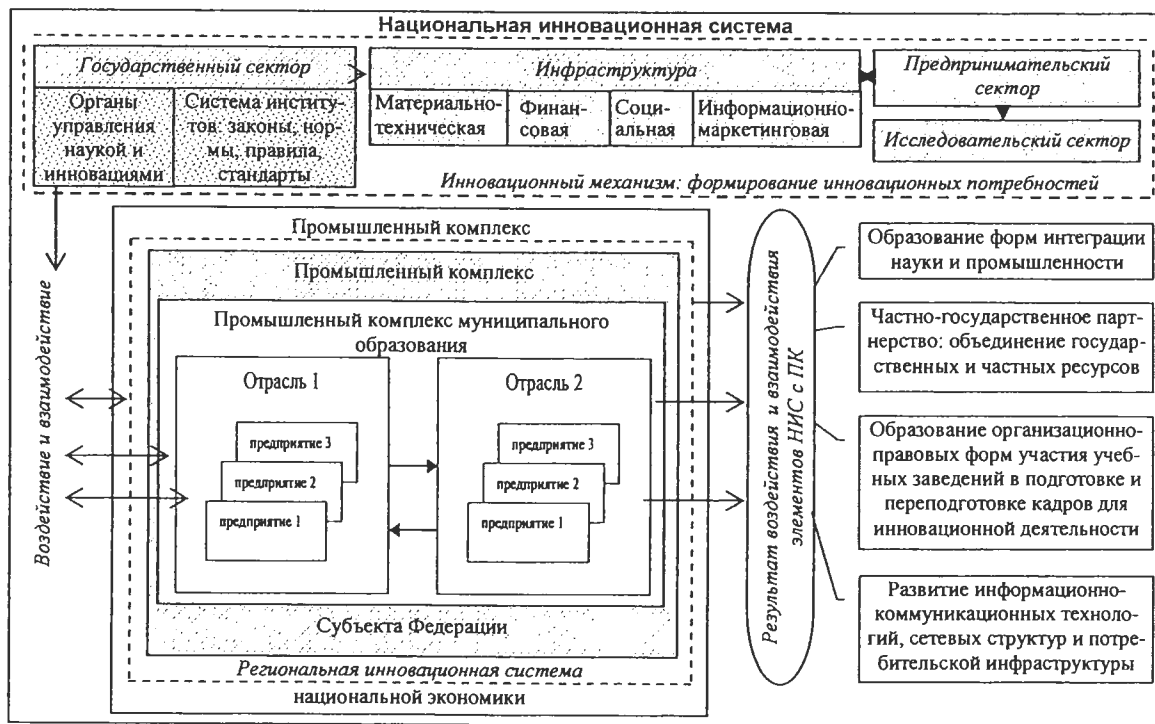 Национальная инновационная система
Государственный сектор
Органы
управления
наукой и
инновациями
Система институ-
тов: законы, нор-
мы, правила,
стандарты
Инфраструктура
Материально-
техническая
Финан-
совая
Соци-
альная
Информационно-
маркетинговая
Предпринимательский
сектор
Исследовательский сектор
Инновационный механизм: формирование инновационных потребностей
Воздействие и взаимодействие
Промышленный комплекс
Промышленный комплекс
Промышленный комплекс муниципального
образования
Отрасль 1
предприятие 3
предприятие 2
предприятие 1
Отрасль 2
предприятие 3
предприятие 2
предприятие 1
Субъекта Федерации
Региональная инновационная система
национальной экономики
Результат воздействия и взаимодействия
элементов НИС с ПК
Образование форм интеграции
науки и промышленности
Частно-государственное парт-
нерство: объединение государ-
ственных и частных ресурсов
Образование организационно-
правовых форм участия учеб-
ных заведений в подготовке и
переподготовке кадров для
инновационной деятельности
Развитие информационно-
коммуникационных техноло-
гий, сетевых структур и потре-
бительской инфраструктуры